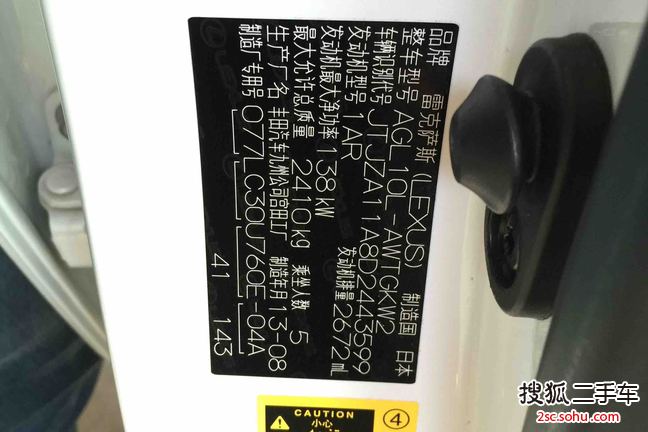 品牌 雷克萨斯 (LEXUS) 制造国 日本
整车型号 AGL10L-AWTGKW2
车辆识别代号 JTJZA11A8D2443599
发动机型号 1AR 发动机排量 2672ml
发动机最大净功率 138kW
最大允许总质量 2410kg 乘坐人数 5
生产厂名 丰田汽车九州公司宫田工厂 制造年月 13-08
制造厂专用号 077LC30U760E-04A
41 143
CAUTION
小心
4
搜狐二手车
2sc.sohu.com